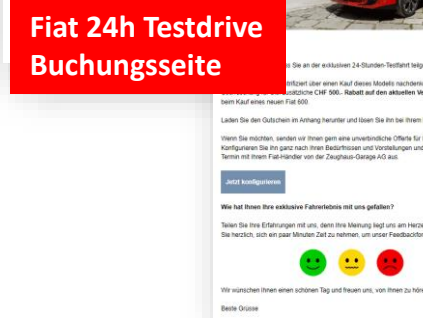 Fiat 24h Testdrive
Buchungsseite
s Sie an der exklusiven 24-Stunden-Testfahrt
über einen Kauf dieses Modells
CHF 500.- Rabatt auf den aktuellen
beim Kauf eines neuen Fiat 600.
Laden Sie den Gutschein im Anhang herunter und lösen Sie ihn bei Ihrem
Wenn Sie möchten, senden wir Ihnen gern eine unverbindliche Offerte für
Konfigurieren Sie ihn ganz nach Ihren Bedürfnissen und Vorstellungen und
Termin mit Ihrem Fiat-Händler von der Zeughaus-Garage AG aus.
Jetzt konfigurieren
Wie hat Ihnen Ihre exklusive Fahrerlebnis mit uns gefallen?
Teilen Sie Ihre Erfahrungen mit uns, denn Ihre Meinung liegt uns am
Sie herzlich, sich ein paar Minuten Zeit zu nehmen, um unser
Wir wünschen Ihnen einen schönen Tag und freuen uns, von Ihnen zu
Beste Grüsse